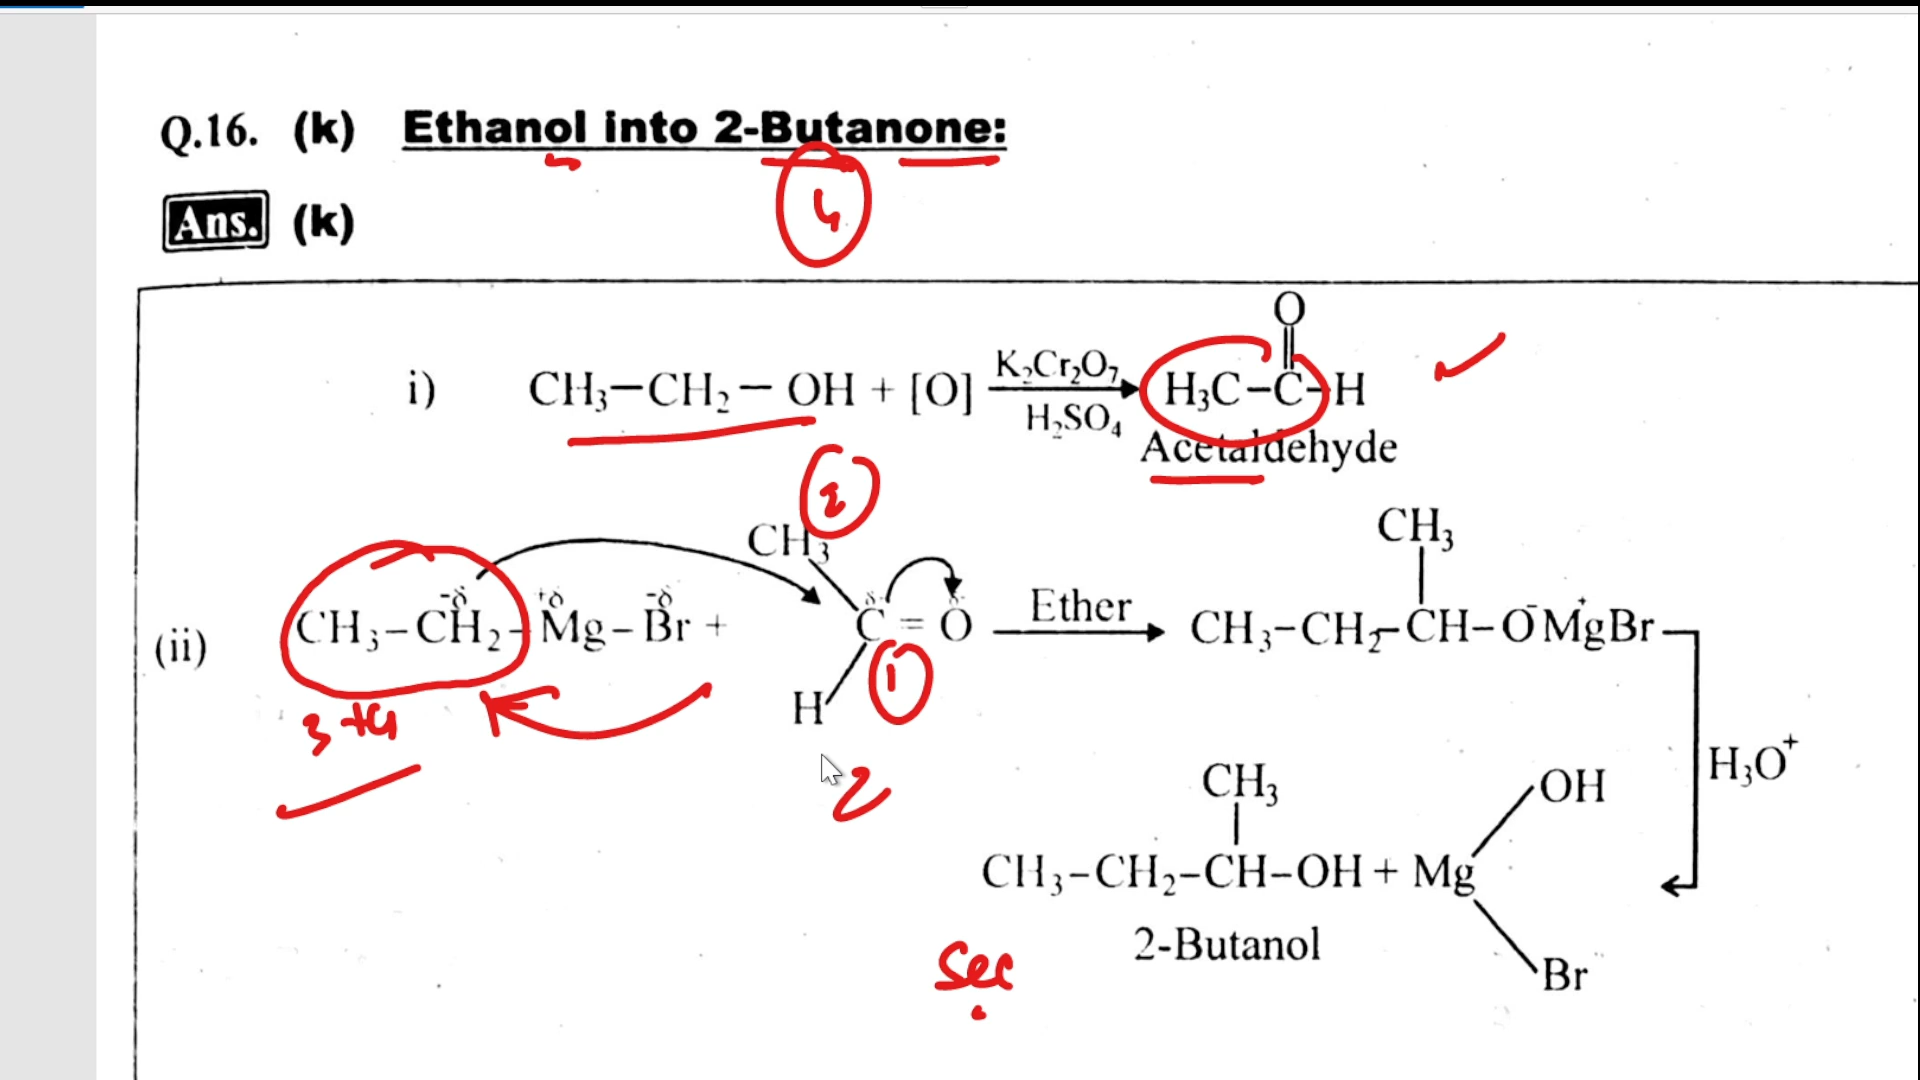 Q.16. (k) Ethanol into 2-Butanone:
4
Ans. (k)
O
i) CH₃–CH₂–OH + [O] K₂Cr₂O₇ H₂SO₄ H₃C–C–H
Acetaldehyde
2
CH₃ CH₃
(ii) CH₃–CH₂–Mg–Br + C=O Ether CH₃–CH₂–CH–O⁻M⁺gBr
-δ +δ -δ
H 1
3+4
2
H₃O⁺
CH₃ OH
CH₃–CH₂–CH–OH + Mg
2-Butanol Br
Sec